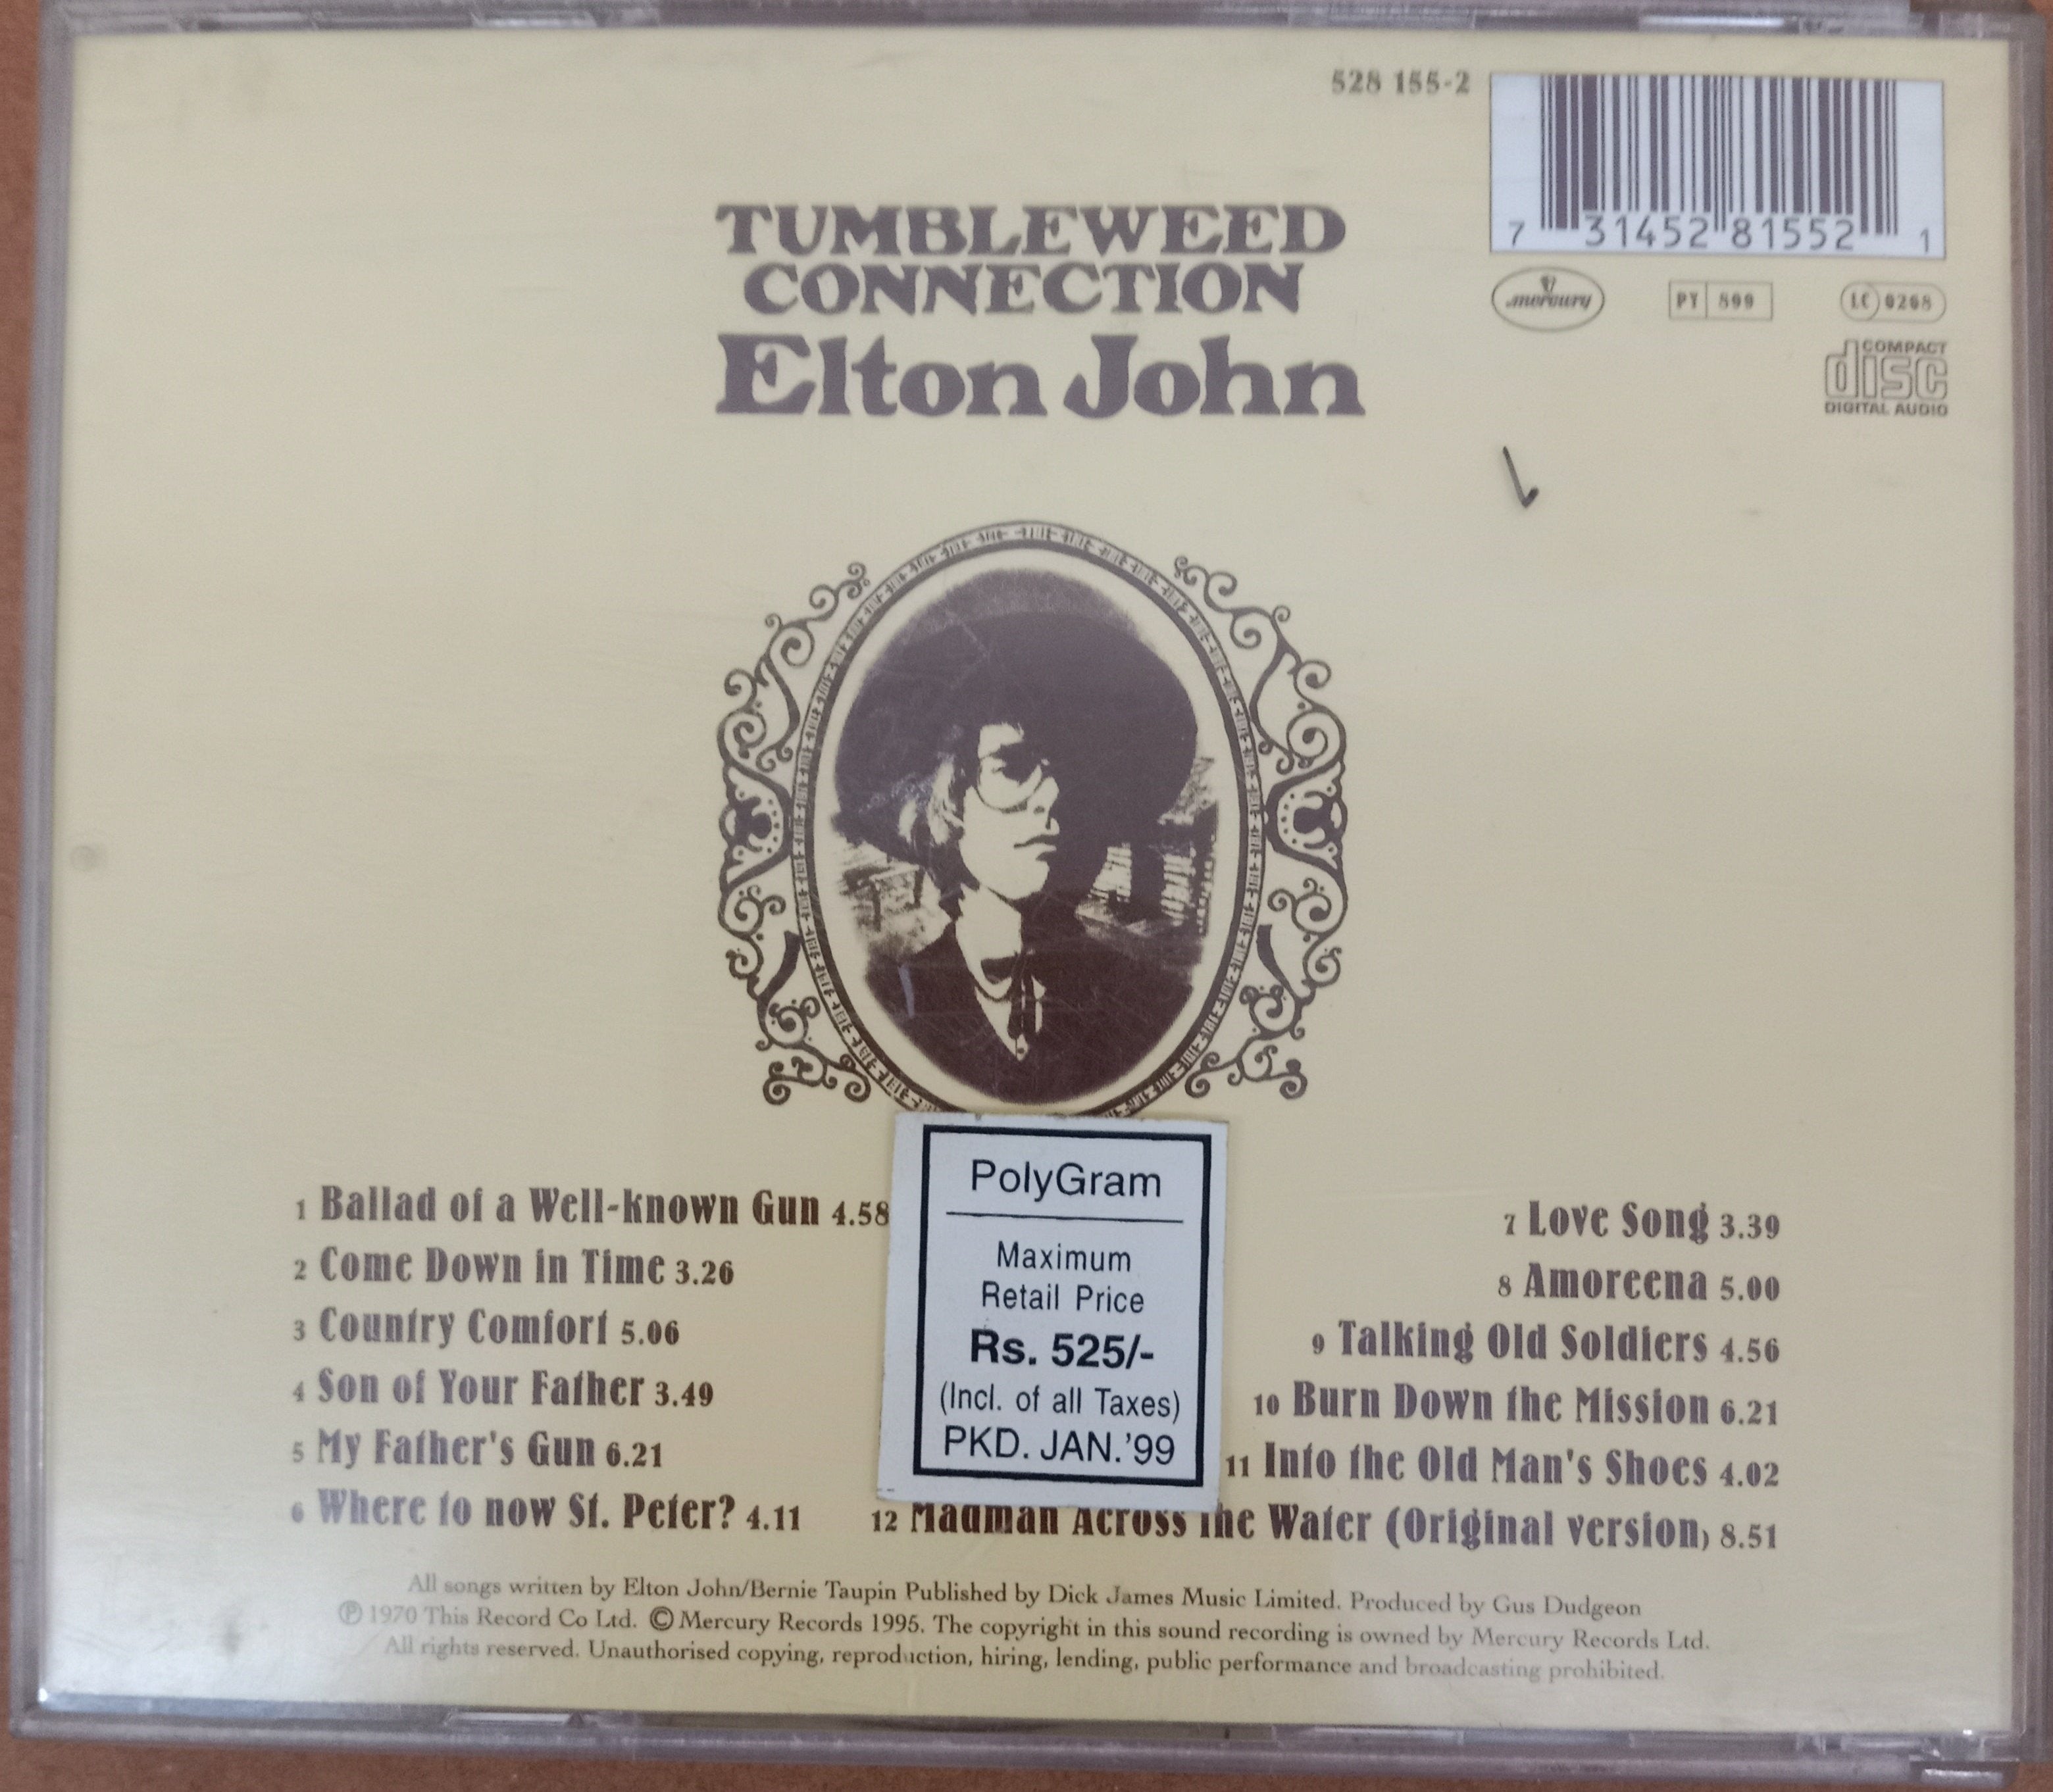 528 155-2
7 31452 81552 1
mercury
PY 899
LC 0268
COMPACT
disc
DIGITAL AUDIO
TUMBLEWEED
CONNECTION
Elton John
1 Ballad of a Well-known Gun 4.58
2 Come Down in Time 3.26
3 Country Comfort 5.06
4 Son of Your Father 3.49
5 My Father's Gun 6.21
6 Where to now St. Peter? 4.11
PolyGram
Maximum
Retail Price
Rs. 525/-
(Incl. of all Taxes)
PKD. JAN.'99
7 Love Song 3.39
8 Amoreena 5.00
9 Talking Old Soldiers 4.56
10 Burn Down the Mission 6.21
11 Into the Old Man's Shoes 4.02
12 Madman Across the Water (Original version) 8.51
All songs written by Elton John/Bernie Taupin Published by Dick James Music Limited. Produced by Gus Dudgeon
Ⓟ 1970 This Record Co Ltd. © Mercury Records 1995. The copyright in this sound recording is owned by Mercury Records Ltd.
All rights reserved. Unauthorised copying, reproduction, hiring, lending, public performance and broadcasting prohibited.